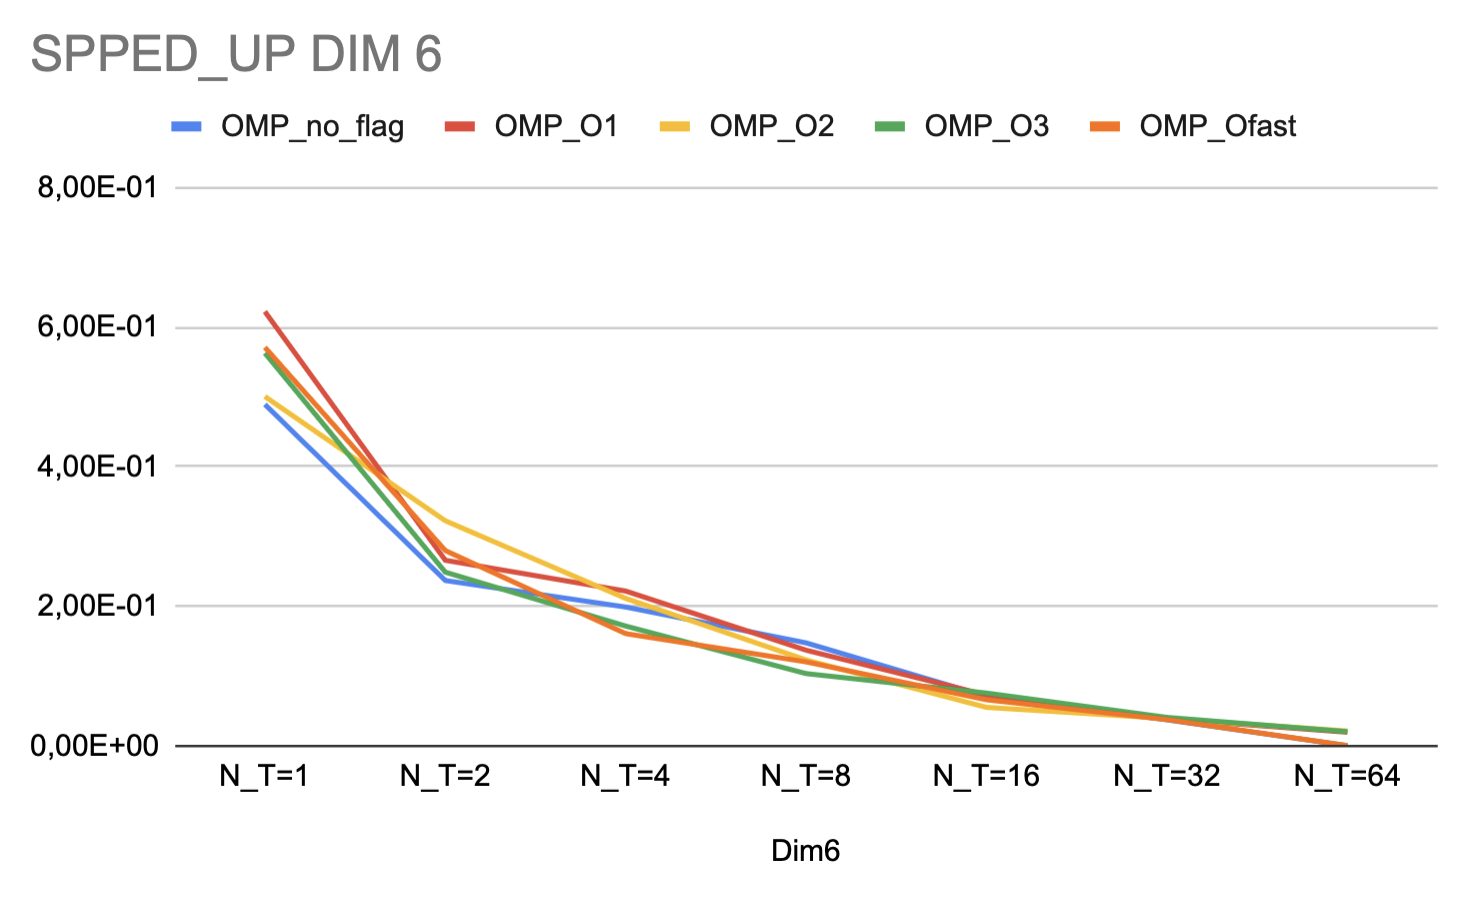 SPPED_UP DIM 6
OMP_no_flag OMP_O1 OMP_O2 OMP_O3 OMP_Ofast
8,00E-01
6,00E-01
4,00E-01
2,00E-01
0,00E+00
N_T=1 N_T=2 N_T=4 N_T=8 N_T=16 N_T=32 N_T=64
Dim6